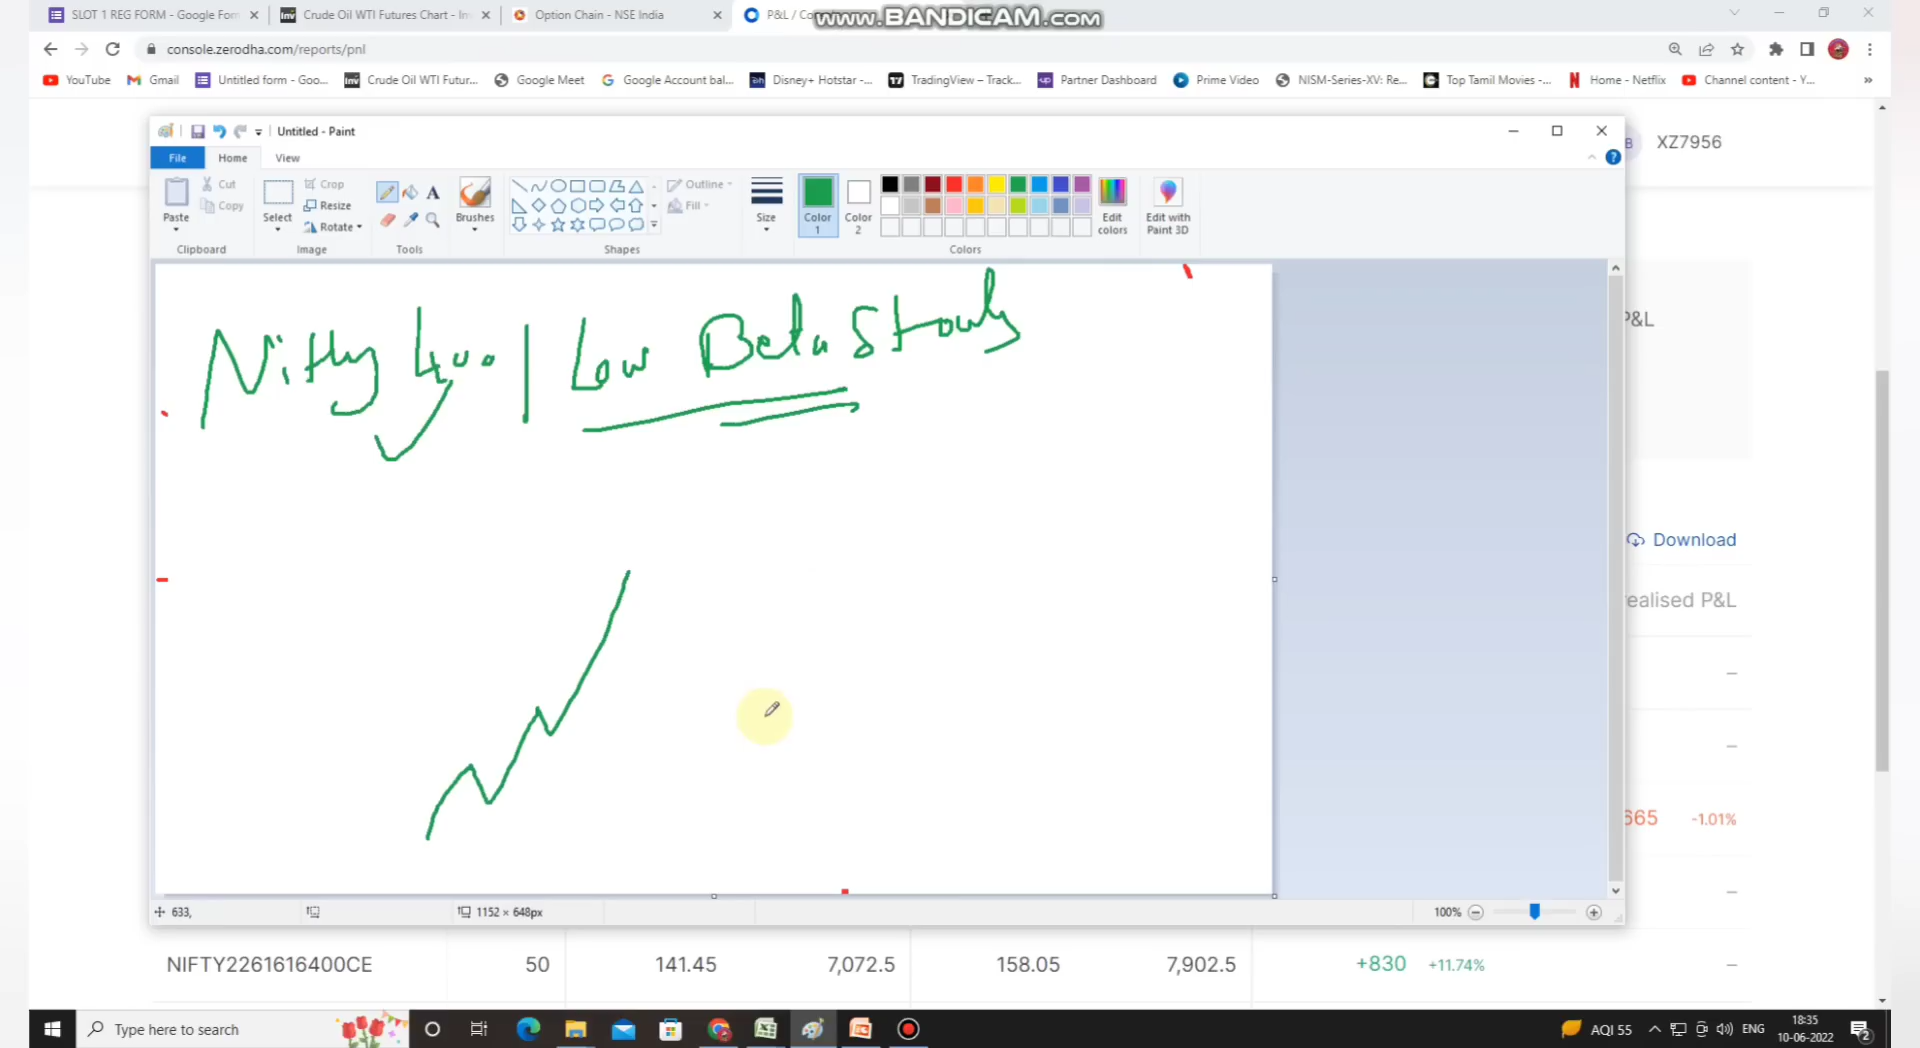 SLOT 1 REG FORM - Google Forn
Crude Oil WTI Futures Chart - Inv
Option Chain - NSE India
P&L / Co
www.BANDICAM.com
console.zerodha.com/reports/pnl
YouTube
Gmail
Untitled form - Goo...
Crude Oil WTI Futur...
Google Meet
Google Account bal...
Disney+ Hotstar -...
TradingView – Track...
Partner Dashboard
Prime Video
NISM-Series-XV: Re...
Top Tamil Movies -...
Home - Netflix
Channel content - Y...
Untitled - Paint
XZ7956
File
Home
View
Paste
Cut
Copy
Clipboard
Select
Crop
Resize
Rotate
Image
Tools
Brushes
Shapes
Outline
Fill
Size
Color 1
Color 2
Edit colors
Edit with Paint 3D
Colors
Low Beta
P&L
Download
ealised P&L
665 -1.01%
633,
1152 × 648px
100%
NIFTY2261616400CE 50 141.45 7,072.5 158.05 7,902.5 +830 +11.74% –
Type here to search
AQI 55
ENG
18:35
10-06-2022
2